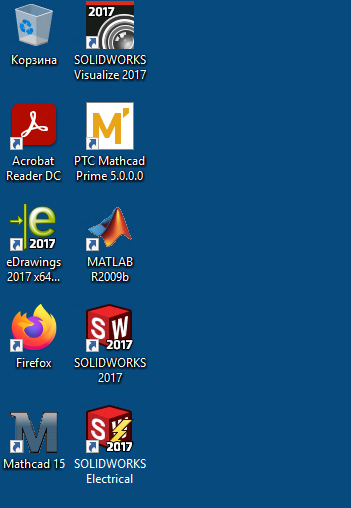 Корзина
2017
SOLIDWORKS
Visualize 2017
Acrobat
Reader DC
M'
PTC Mathcad
Prime 5.0.0.0
e
2017
eDrawings
2017 x64...
MATLAB
R2009b
Firefox
SW
2017
SOLIDWORKS
2017
M
Mathcad 15
SW
2017
SOLIDWORKS
Electrical